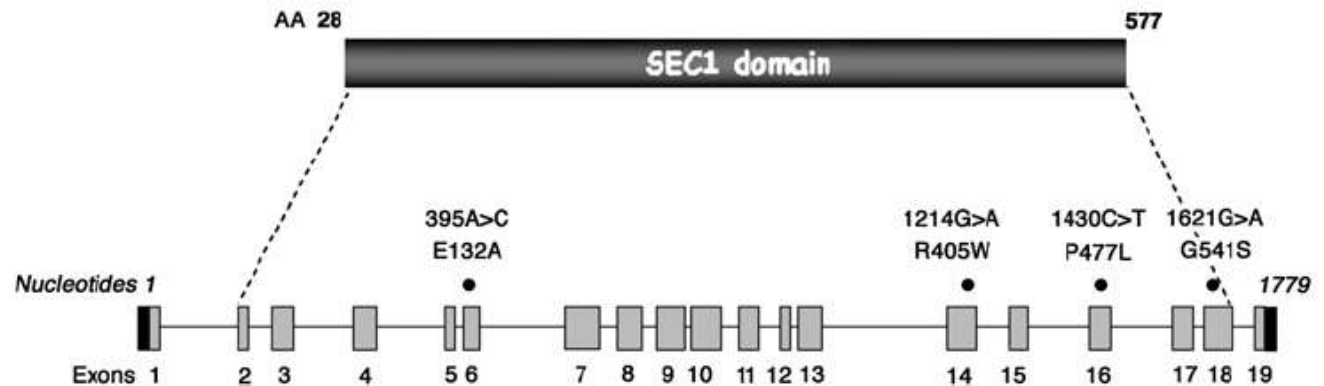 AA 28 577
SEC1 domain
395A>C 1214G>A 1430C>T 1621G>A
E132A R405W P477L G541S
Nucleotides 1 1779
Exons 1 2 3 4 5 6 7 8 9 10 11 12 13 14 15 16 17 18 19